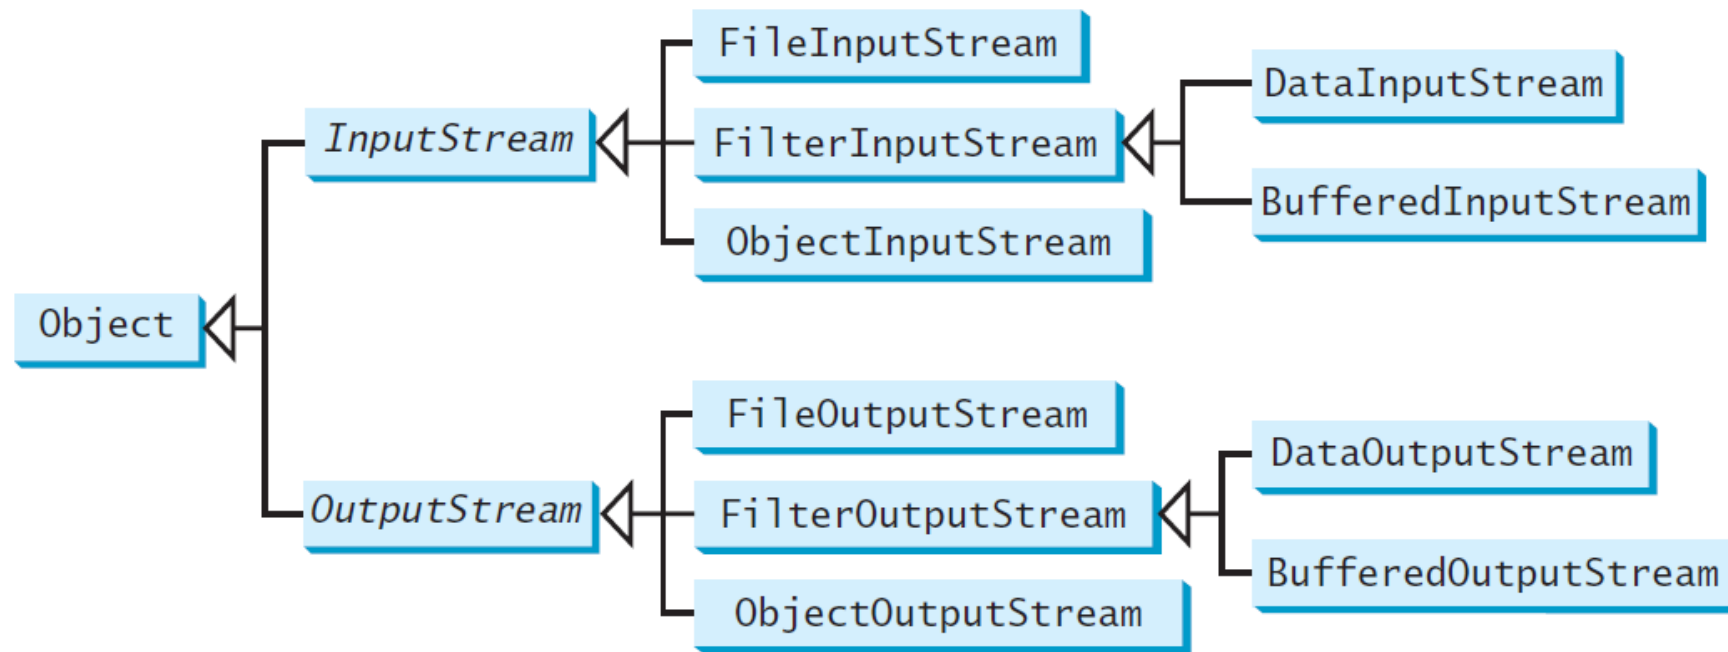 Object
InputStream
FileInputStream
FilterInputStream
ObjectInputStream
DataInputStream
BufferedInputStream
OutputStream
FileOutputStream
FilterOutputStream
ObjectOutputStream
DataOutputStream
BufferedOutputStream